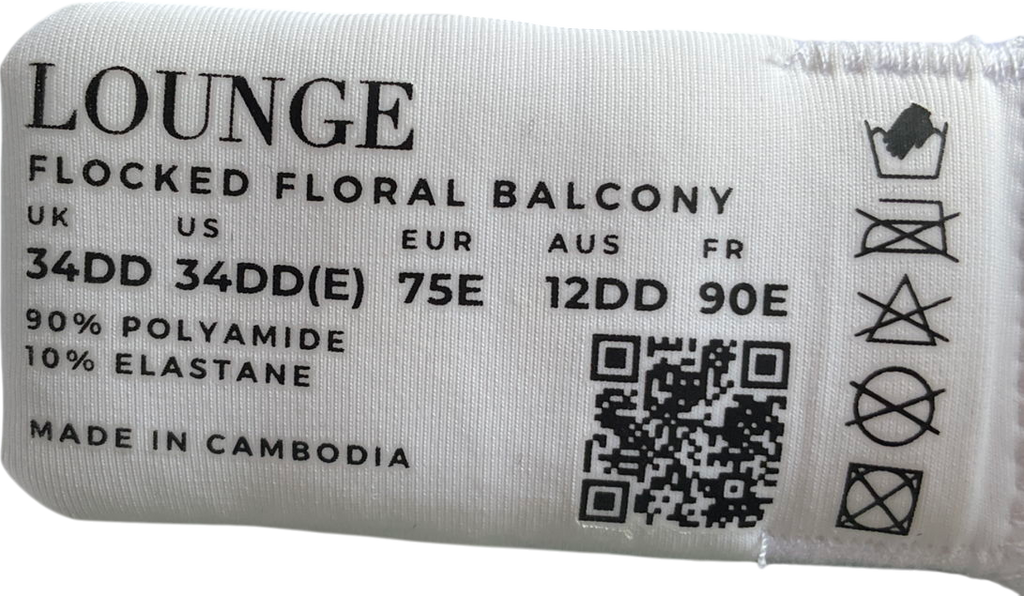 LOUNGE
FLOCKED FLORAL BALCONY
UK US EUR AUS FR
34DD 34DD(E) 75E 12DD 90E
90% POLYAMIDE
10% ELASTANE
MADE IN CAMBODIA